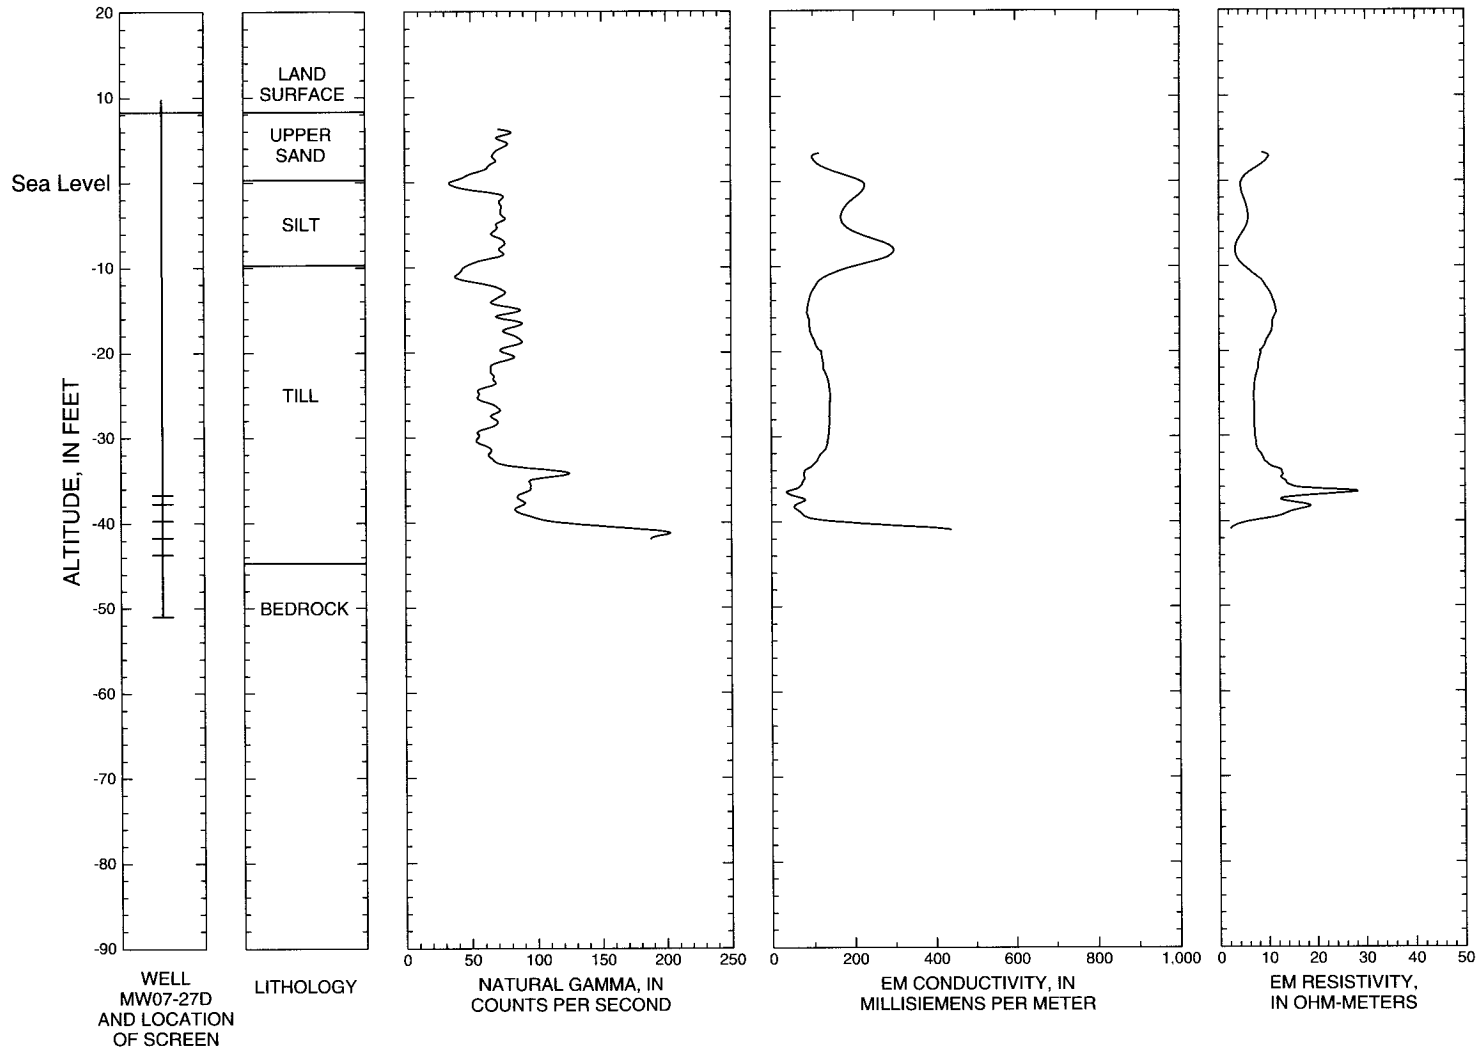 20
10
Sea Level
-10
-20
-30
-40
-50
-60
-70
-80
-90
ALTITUDE, IN FEET
WELL
MW07-27D
AND LOCATION
OF SCREEN
LAND
SURFACE
UPPER
SAND
SILT
TILL
BEDROCK
LITHOLOGY
0 50 100 150 200 250
NATURAL GAMMA, IN
COUNTS PER SECOND
0 200 400 600 800 1,000
EM CONDUCTIVITY, IN
MILLISIEMENS PER METER
0 10 20 30 40 50
EM RESISTIVITY,
IN OHM-METERS